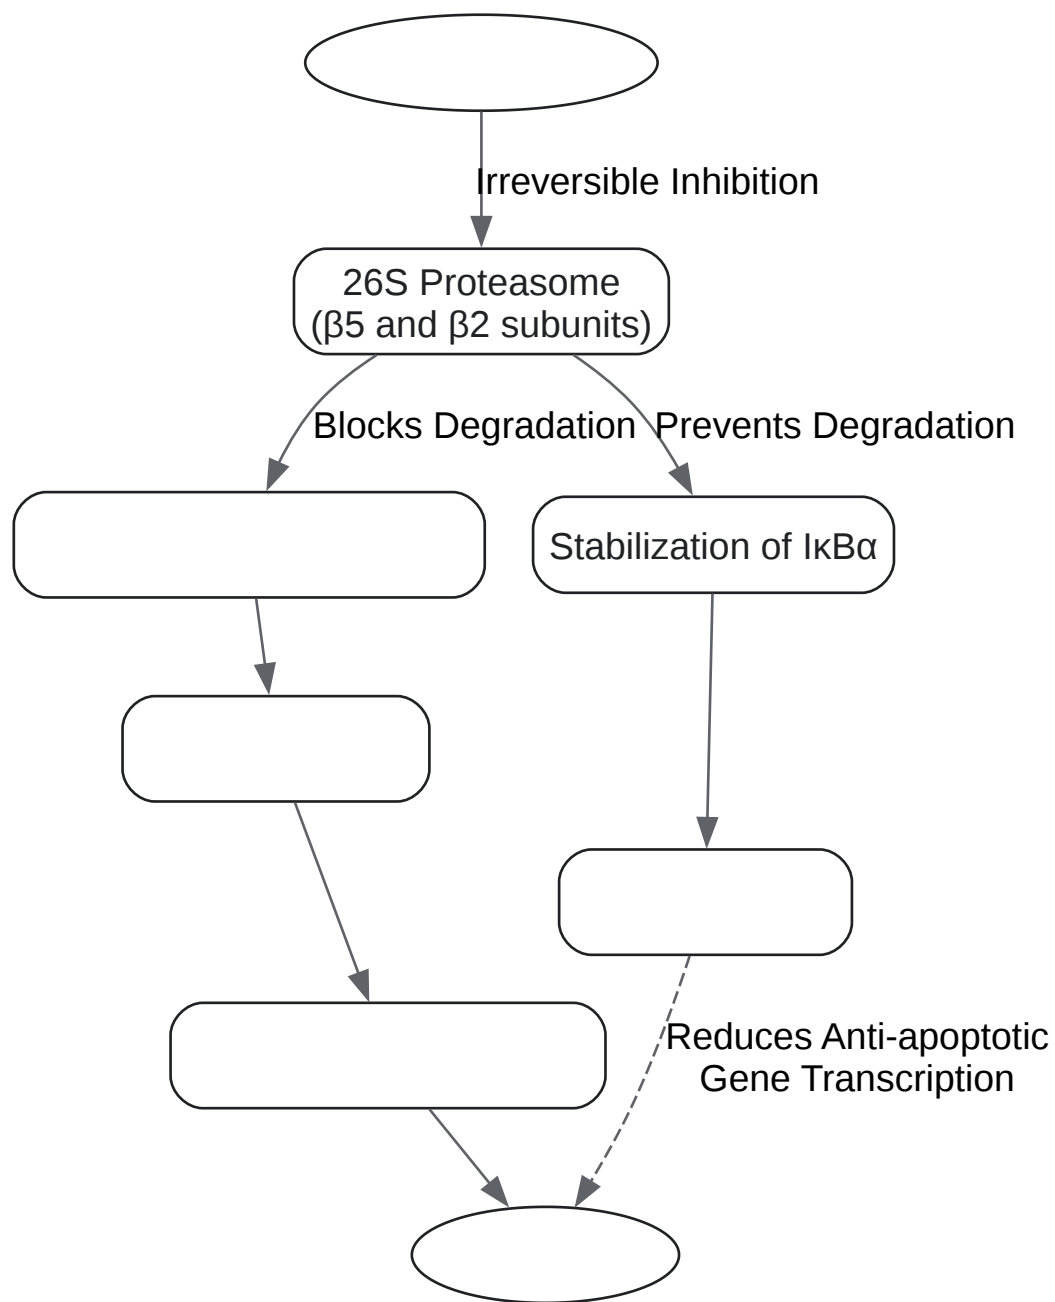 Irreversible Inhibition
26S Proteasome
(β5 and β2 subunits)
Blocks Degradation
Prevents Degradation
Stabilization of IκBα
Reduces Anti-apoptotic
Gene Transcription